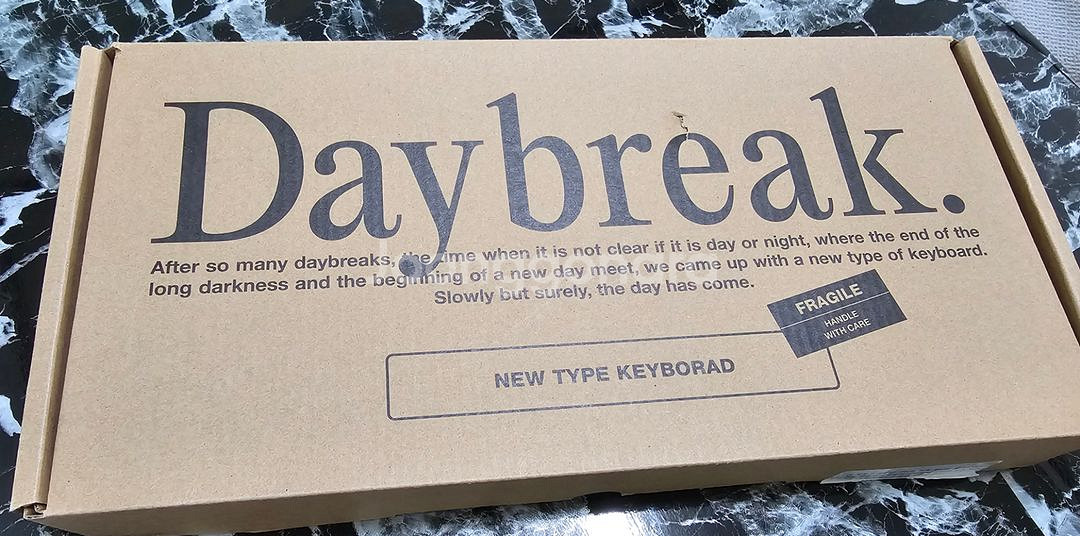 Daybreak.
After so many daybreaks, the time when it is not clear if it is day or night, where the end of the
long darkness and the beginning of a new day meet, we came up with a new type of keyboard.
Slowly but surely, the day has come.
FRAGILE
HANDLE
WITH CARE
NEW TYPE KEYBORAD